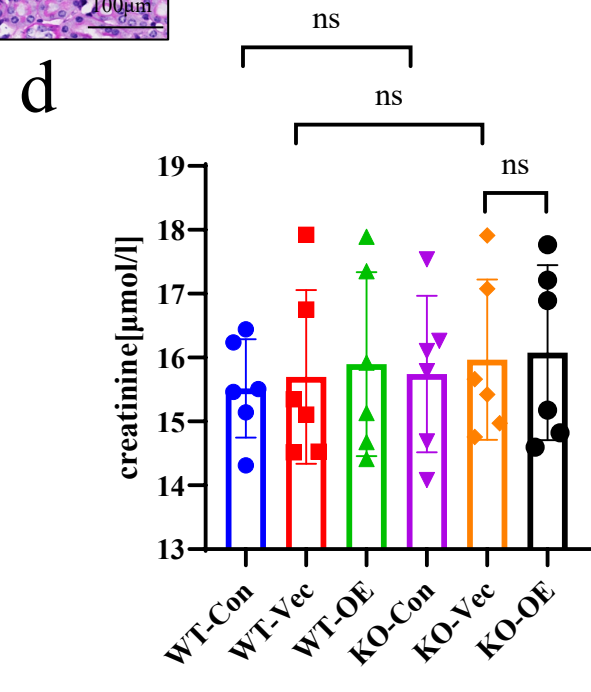 100μm
ns
d
ns
ns
19
18
17
16
15
14
13
creatinine[μmol/l]
WT-Con
WT-Vec
WT-OE
KO-Con
KO-Vec
KO-OE